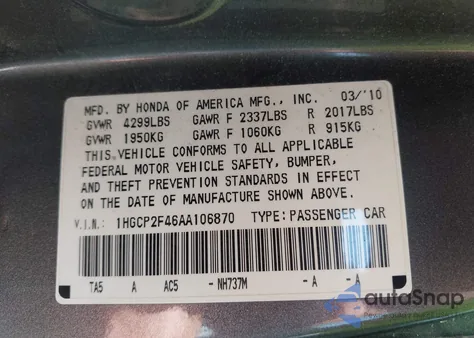 MFD. BY HONDA OF AMERICA MFG., INC. 03/'10
GVWR 4299LBS GAWR F 2337LBS R 2017LBS
GVWR 1950KG GAWR F 1060KG R 915KG
THIS VEHICLE CONFORMS TO ALL APPLICABLE
FEDERAL MOTOR VEHICLE SAFETY, BUMPER,
AND THEFT PREVENTION STANDARDS IN EFFECT
ON THE DATE OF MANUFACTURE SHOWN ABOVE.
V.I.N. 1HGCP2F46AA106870 TYPE: PASSENGER CAR
TA5 A AC5 - NH737M - A - A
autoSnap